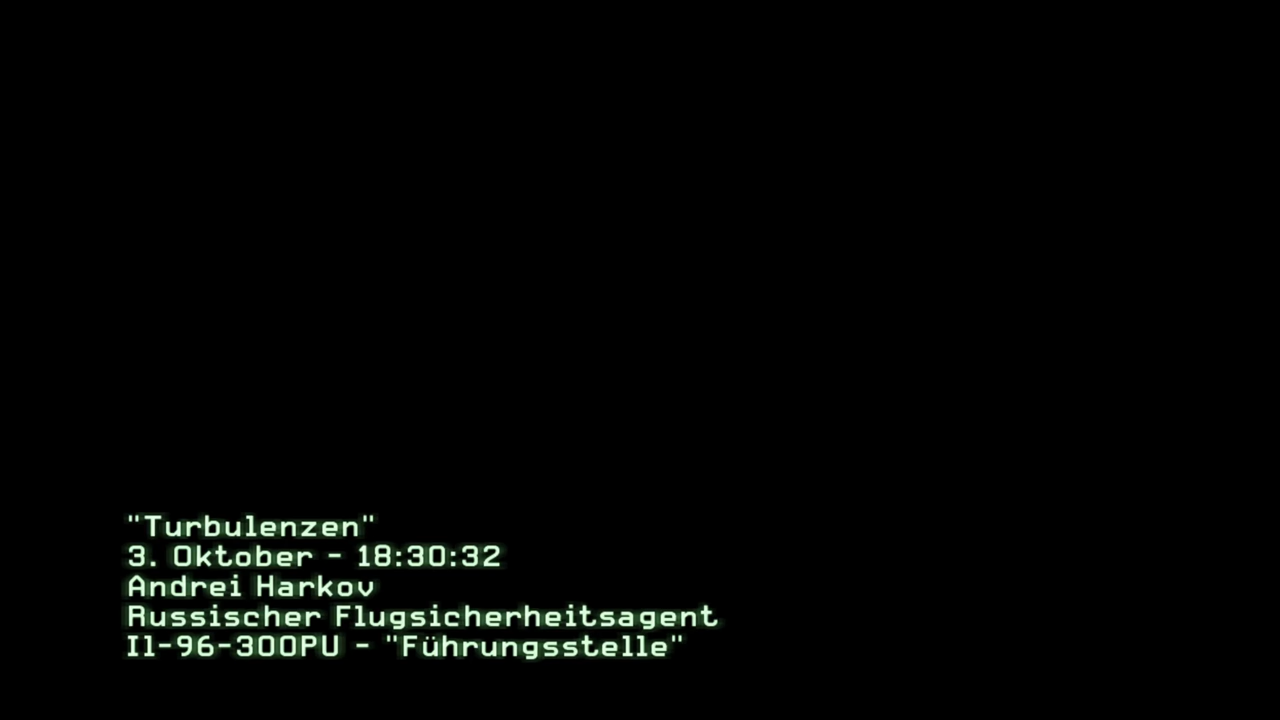 "Turbulenzen"
3. Oktober - 18:30:32
Andrei Harkov
Russischer Flugsicherheitsagent
Il-96-300PU - "Führungsstelle"